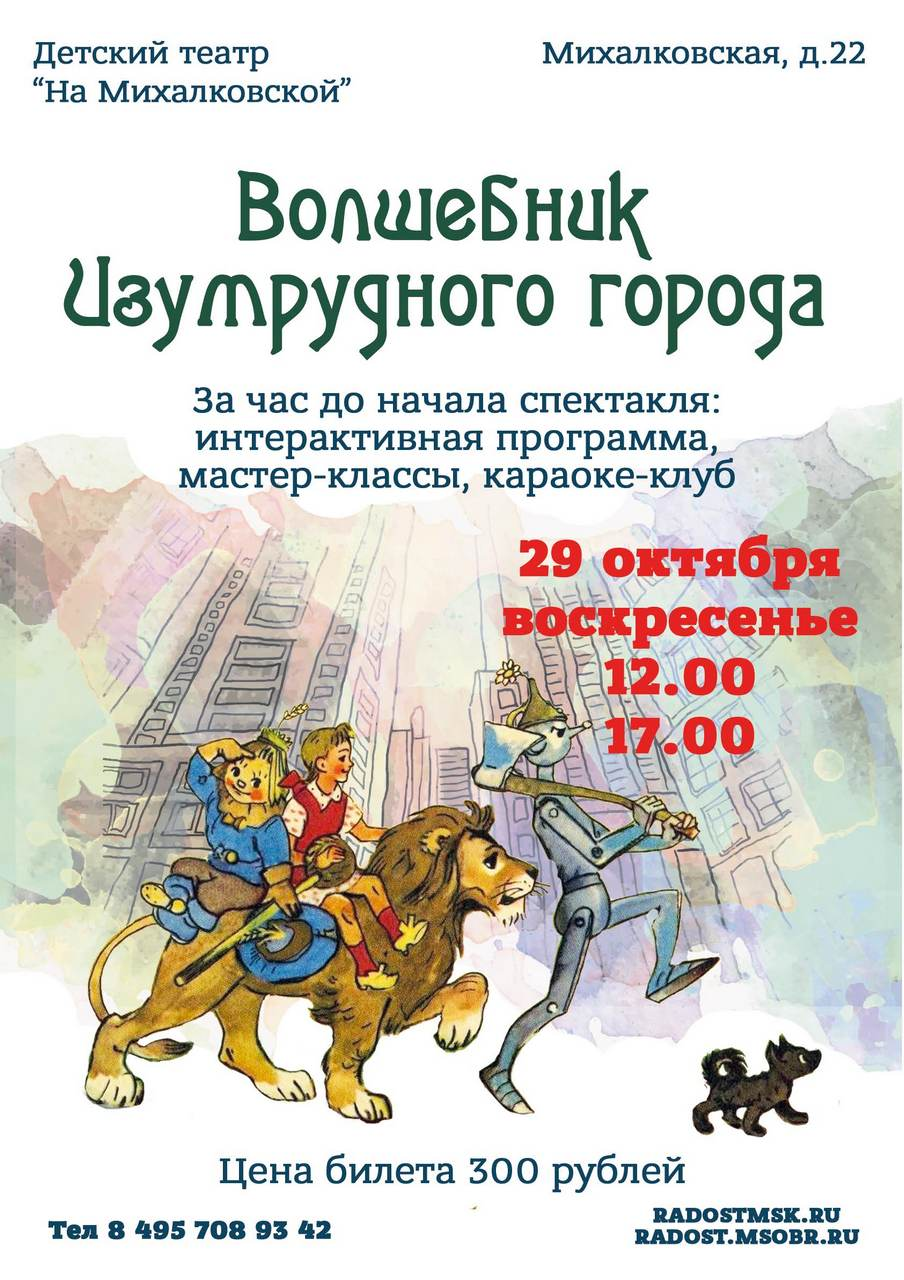 Детский театр
“На Михалковской”
Михалковская, д.22
Волшебник
Изумрудного города
За час до начала спектакля:
интерактивная программа,
мастер-классы, караоке-клуб
29 октября
воскресенье
12.00
17.00
Цена билета 300 рублей
Тел 8 495 708 93 42
RADOSTMSK.RU
RADOST.MSOBR.RU